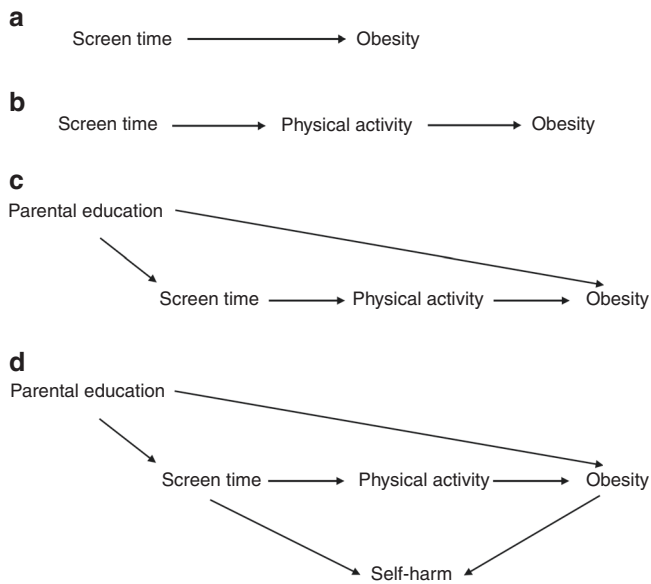 a
Screen time Obesity
b
Screen time Physical activity Obesity
c
Parental education
Screen time Physical activity Obesity
d
Parental education
Screen time Physical activity Obesity
Self-harm